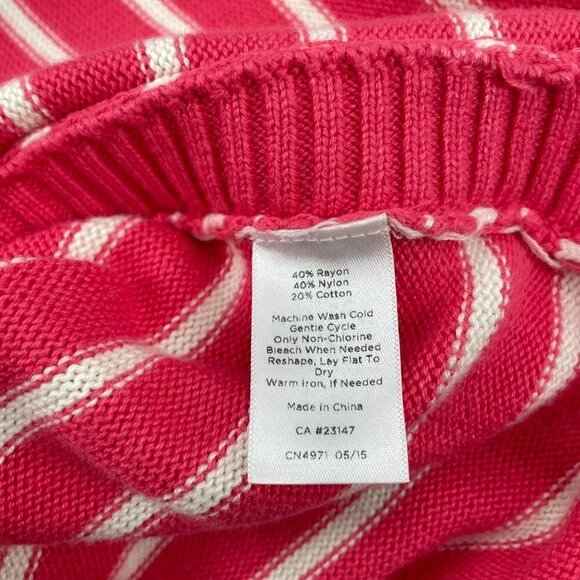 40% Rayon
40% Nylon
20% Cotton
Machine Wash Cold
Gentle Cycle
Only Non-Chlorine
Bleach When Needed
Reshape, Lay Flat To
Dry
Warm Iron, If Needed
Made in China
CA #23147
CN4971 05/15